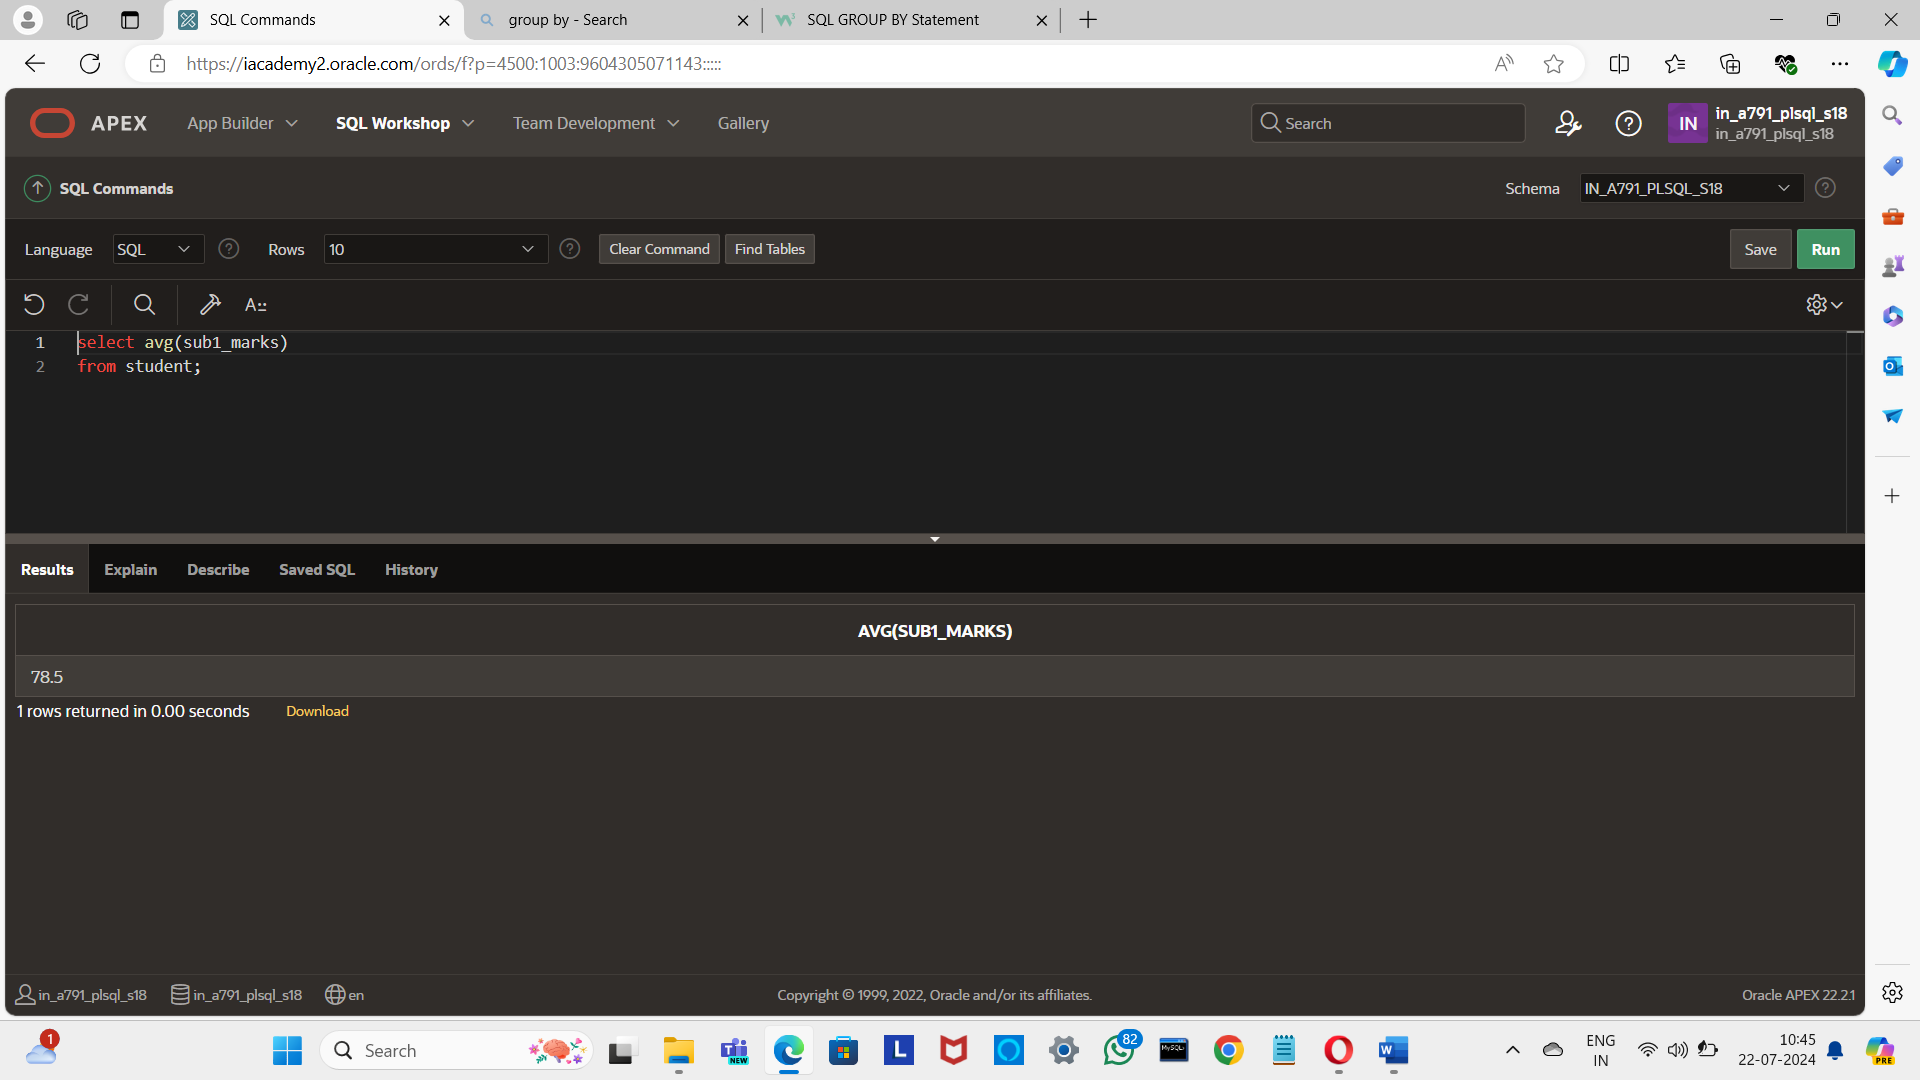 SQL Commands
group by - Search
SQL GROUP BY Statement
https://iacademy2.oracle.com/ords/f?p=4500:1003:9604305071143:::::
APEX App Builder SQL Workshop Team Development Gallery Search IN in_a791_plsql_s18
in_a791_plsql_s18
SQL Commands Schema IN_A791_PLSQL_S18
Language SQL Rows 10 Clear Command Find Tables Save Run
A::
1 select avg(sub1_marks)
2 from student;
Results Explain Describe Saved SQL History
AVG(SUB1_MARKS)
78.5
1 rows returned in 0.00 seconds Download
in_a791_plsql_s18 in_a791_plsql_s18 en Copyright © 1999, 2022, Oracle and/or its affiliates. Oracle APEX 22.2.1
1 Search NEW L 82 MySQL W ENG
IN 10:45
22-07-2024 PRE